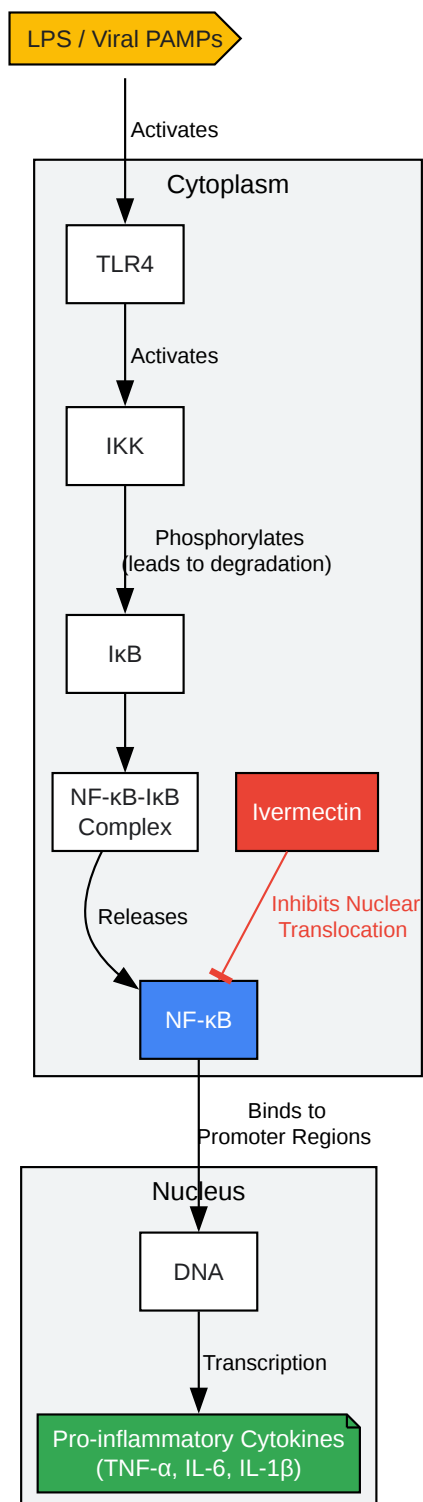 LPS / Viral PAMPs
Activates
Cytoplasm
TLR4
Activates
IKK
Phosphorylates
(leads to degradation)
IκB
NF-κB-IκB
Complex
Ivermectin
Releases
Inhibits Nuclear
Translocation
NF-κB
Binds to
Promoter Regions
Nucleus
DNA
Transcription
Pro-inflammatory Cytokines
(TNF-α, IL-6, IL-1β)